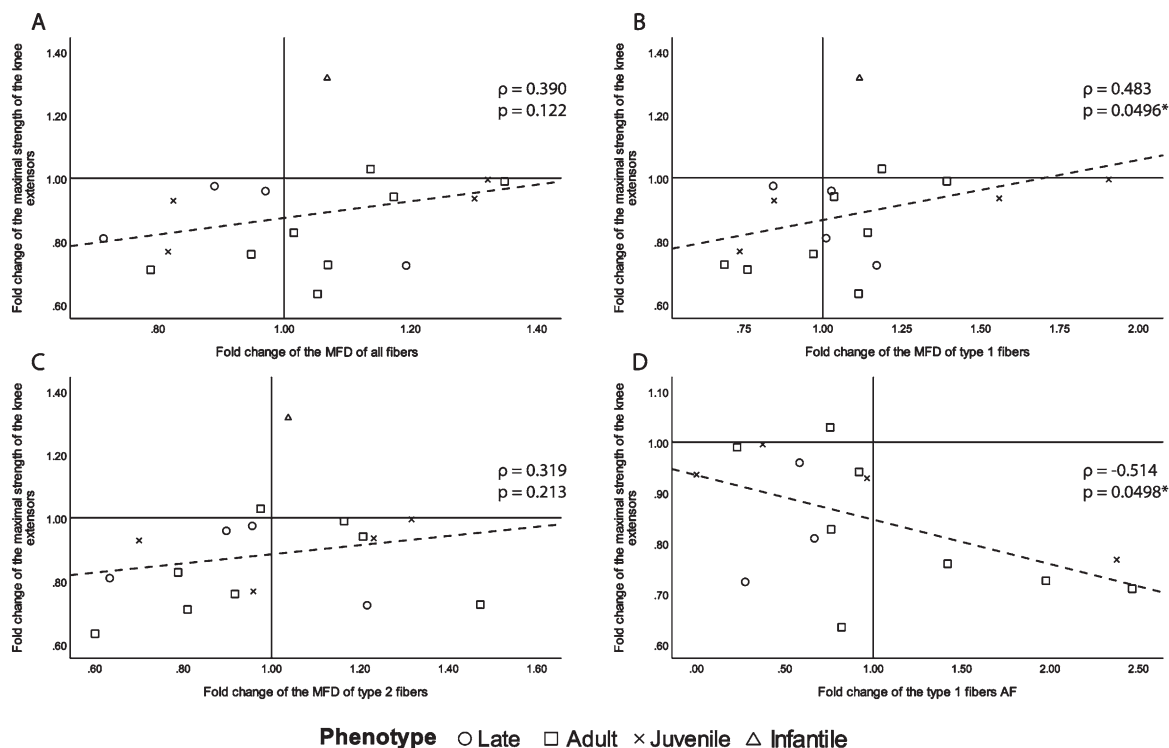 A
Fold change of the maximal strength of the knee
extensors
1.40
1.20
1.00
.80
.60
ρ = 0.390
p = 0.122
.80
1.00
1.20
1.40
Fold change of the MFD of all fibers
B
Fold change of the maximal strength of the knee
extensors
1.40
1.20
1.00
.80
.60
ρ = 0.483
p = 0.0496*
.75
1.00
1.25
1.50
1.75
2.00
Fold change of the MFD of type 1 fibers
C
Fold change of the maximal strength of the knee
extensors
1.40
1.20
1.00
.80
.60
ρ = 0.319
p = 0.213
.60
.80
1.00
1.20
1.40
1.60
Fold change of the MFD of type 2 fibers
D
Fold change of the maximal strength of the knee
extensors
1.10
1.00
.90
.80
.70
.60
ρ = -0.514
p = 0.0498*
.00
.50
1.00
1.50
2.00
2.50
Fold change of the type 1 fibers AF
Phenotype Late Adult Juvenile Infantile